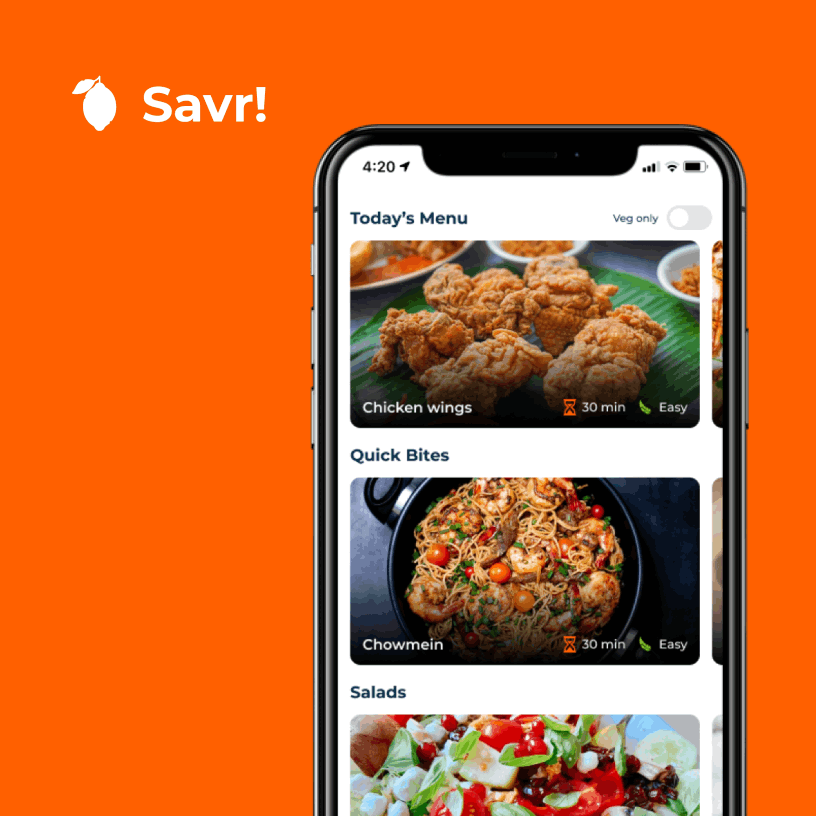 Savr!
4:20
Today’s Menu
Veg only
Chicken wings
30 min
Easy
Quick Bites
Chowmein
30 min
Easy
Salads